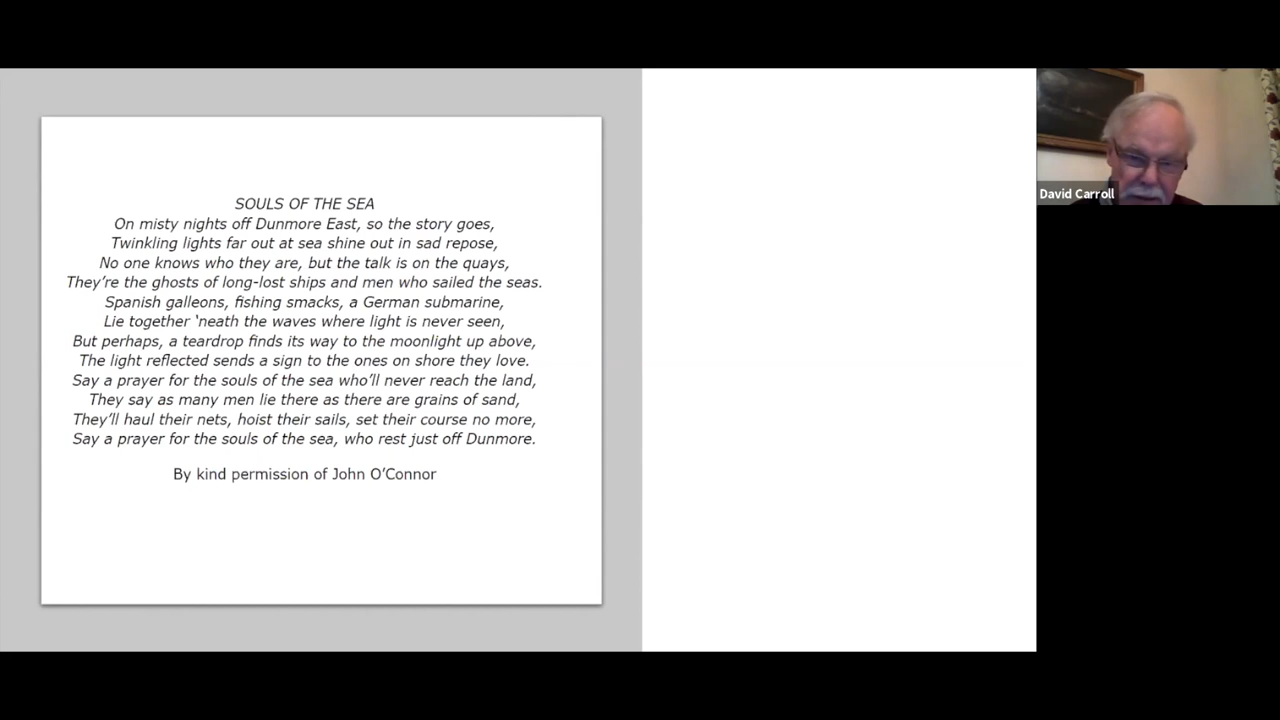 SOULS OF THE SEA
On misty nights off Dunmore East, so the story goes,
Twinkling lights far out at sea shine out in sad repose,
No one knows who they are, but the talk is on the quays,
They’re the ghosts of long-lost ships and men who sailed the seas.
Spanish galleons, fishing smacks, a German submarine,
Lie together ‘neath the waves where light is never seen,
But perhaps, a teardrop finds its way to the moonlight up above,
The light reflected sends a sign to the ones on shore they love.
Say a prayer for the souls of the sea who’ll never reach the land,
They say as many men lie there as there are grains of sand,
They’ll haul their nets, hoist their sails, set their course no more,
Say a prayer for the souls of the sea, who rest just off Dunmore.
By kind permission of John O’Connor
David Carroll